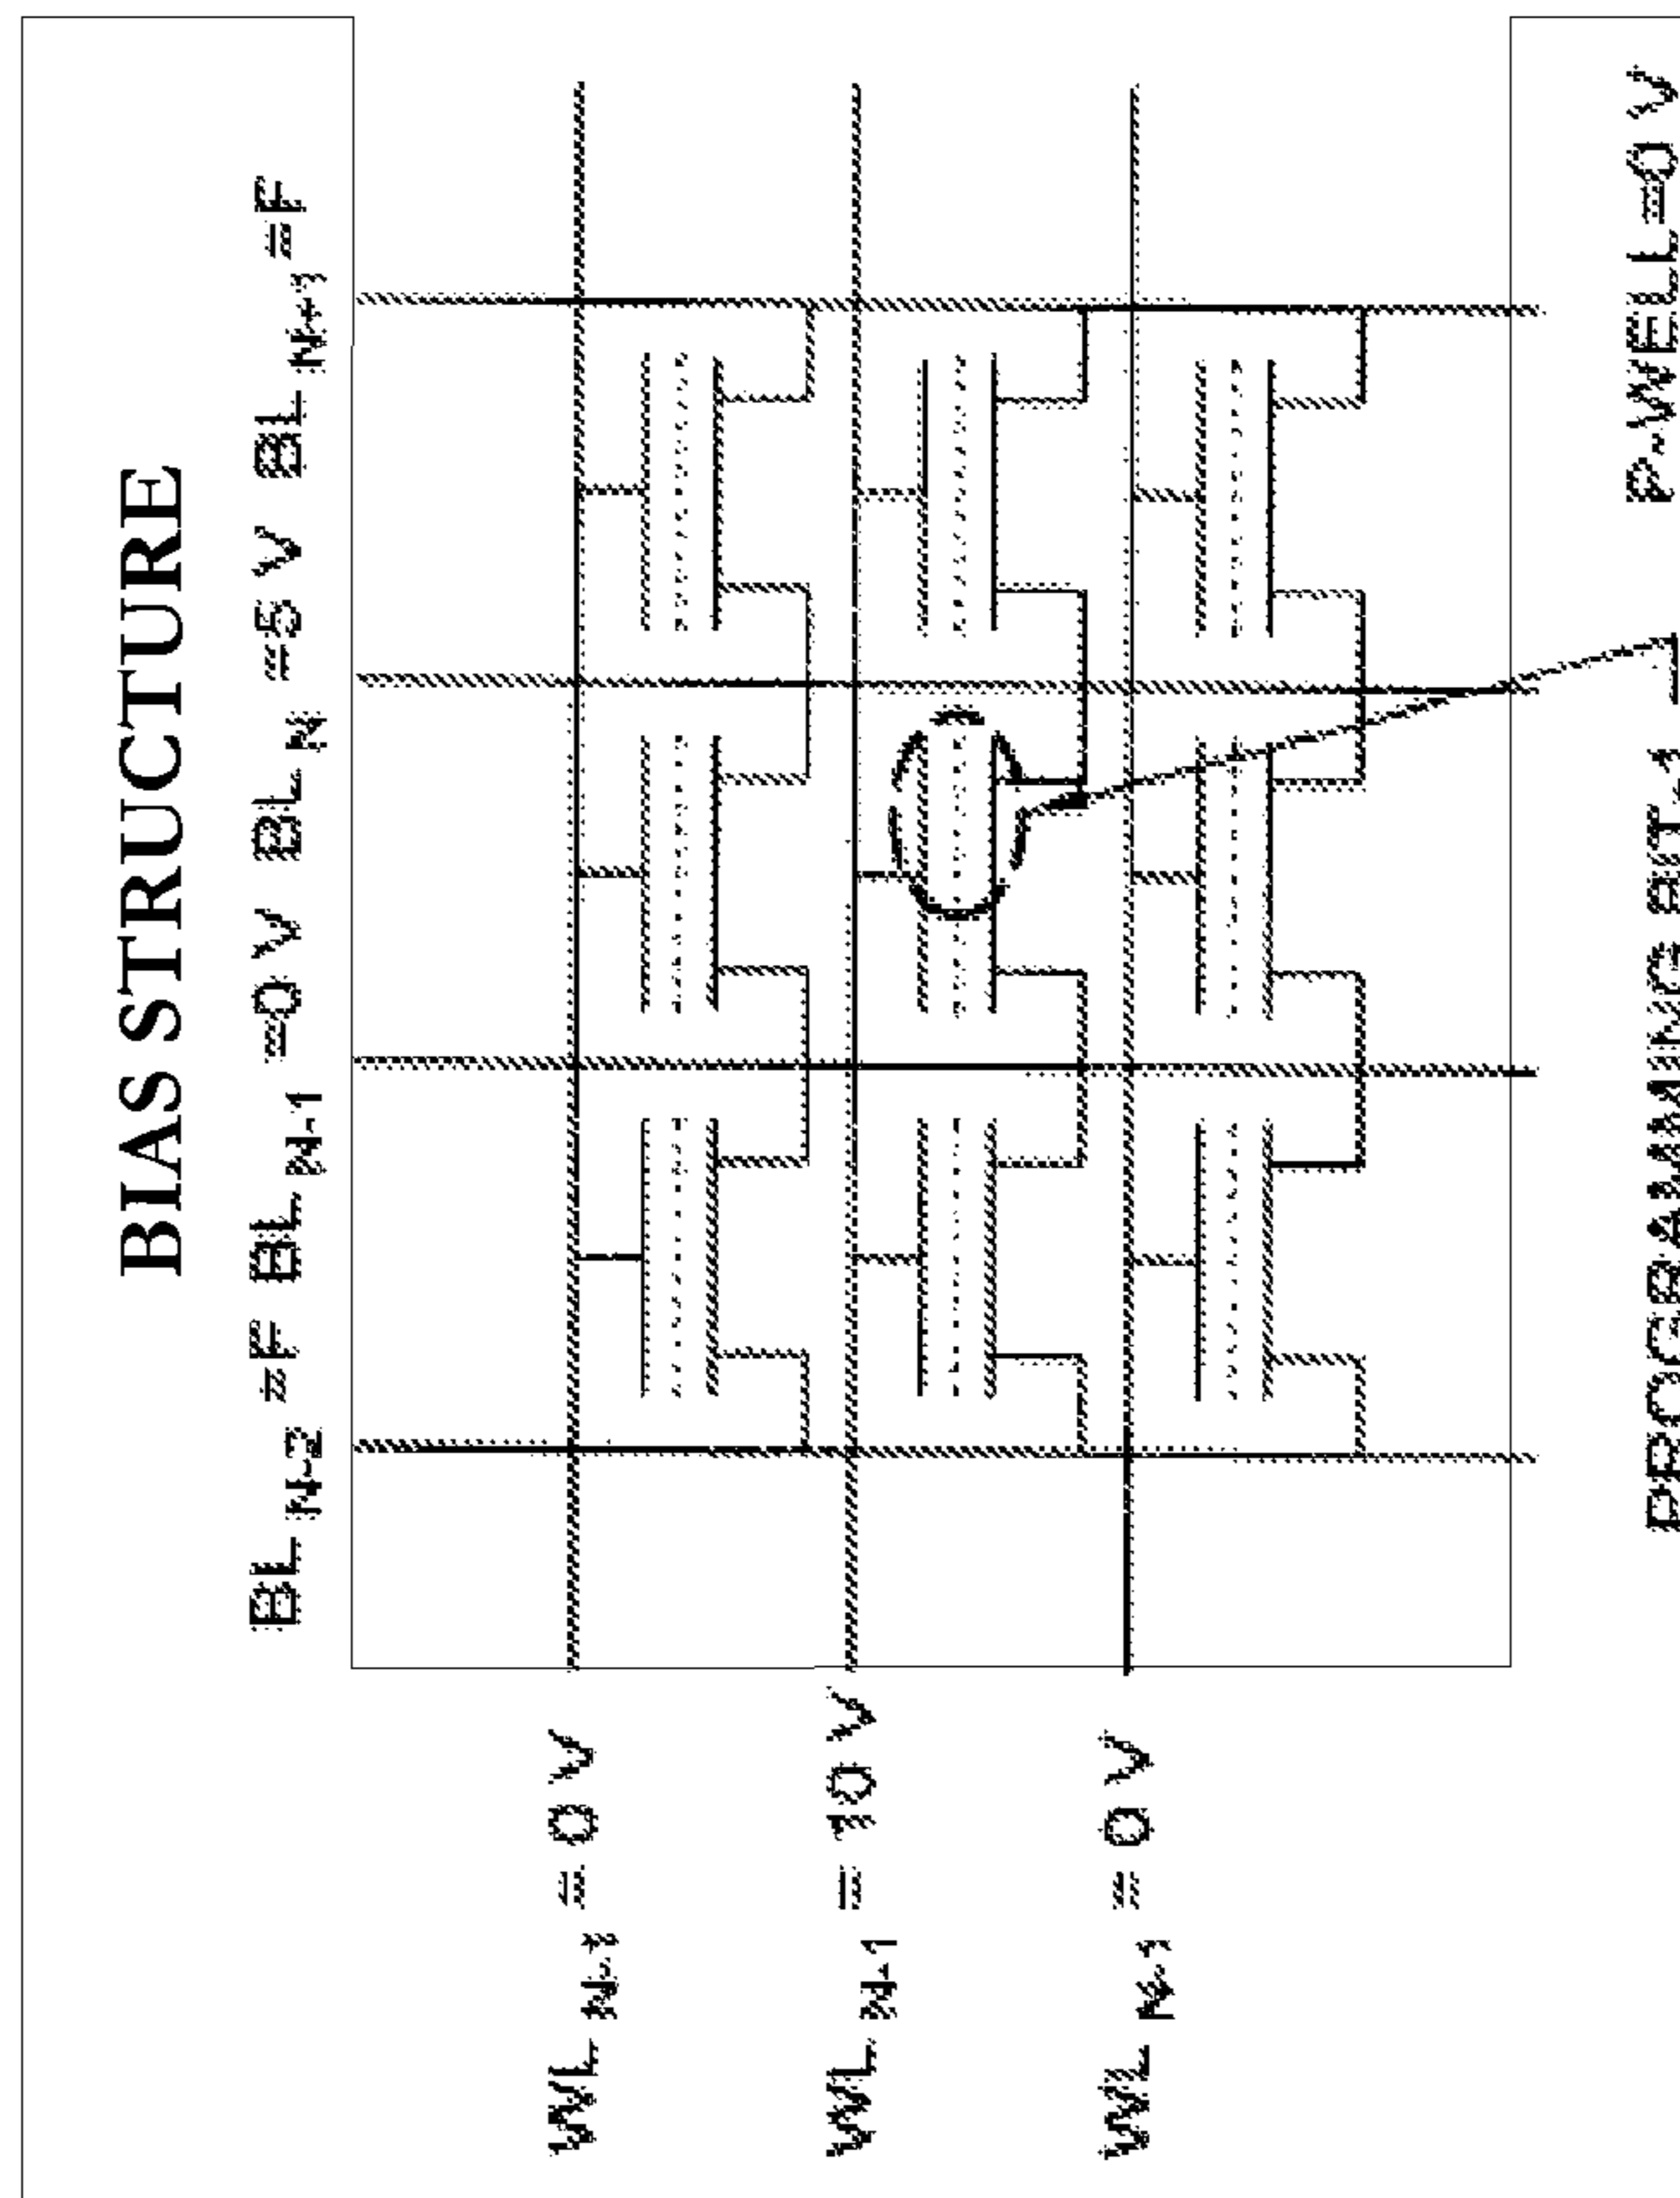 BIAS STRUCTURE
BL N-2 =F BL N-1 =0 V BL N =5 V BL N+1 =F
WL N-1 = 0 V
WL N-1 = 10 V
WL N-1 = 0 V
P-WELL=0 V
PROGRAMMING BIT-1